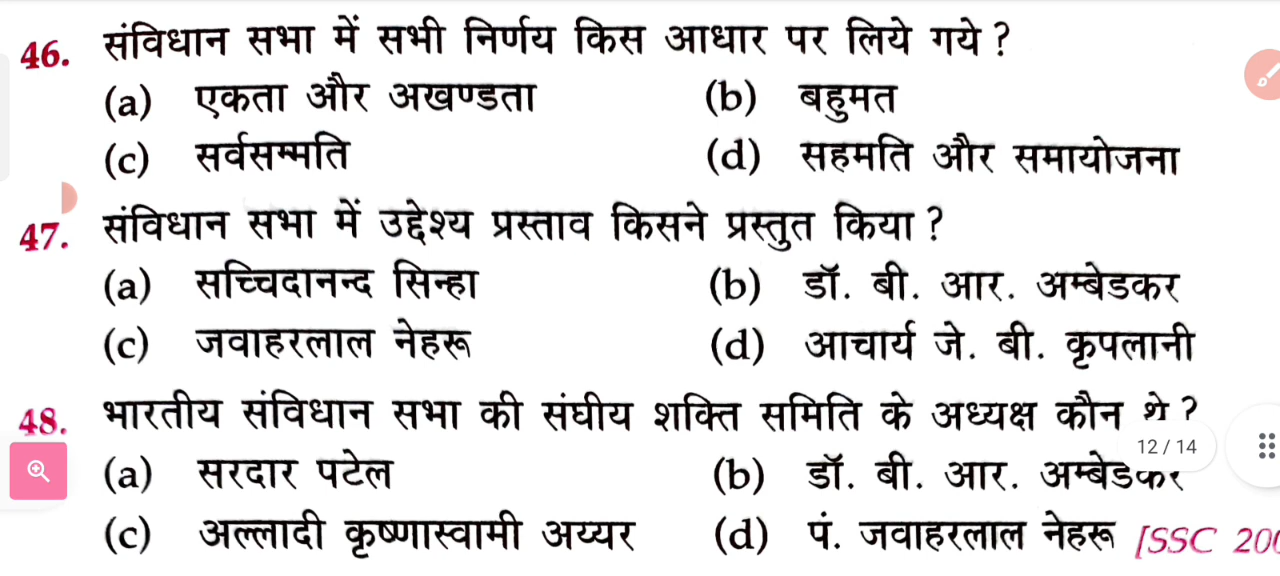 46. संविधान सभा में सभी निर्णय किस आधार पर लिये गये ?
(a) एकता और अखण्डता (b) बहुमत
(c) सर्वसम्मति (d) सहमति और समायोजना
47. संविधान सभा में उद्देश्य प्रस्ताव किसने प्रस्तुत किया ?
(a) सच्चिदानन्द सिन्हा (b) डॉ. बी. आर. अम्बेडकर
(c) जवाहरलाल नेहरू (d) आचार्य जे. बी. कृपलानी
48. भारतीय संविधान सभा की संघीय शक्ति समिति के अध्यक्ष कौन थे ?
12 / 14
(a) सरदार पटेल (b) डॉ. बी. आर. अम्बेडकर
(c) अल्लादी कृष्णास्वामी अय्यर (d) पं. जवाहरलाल नेहरू [SSC